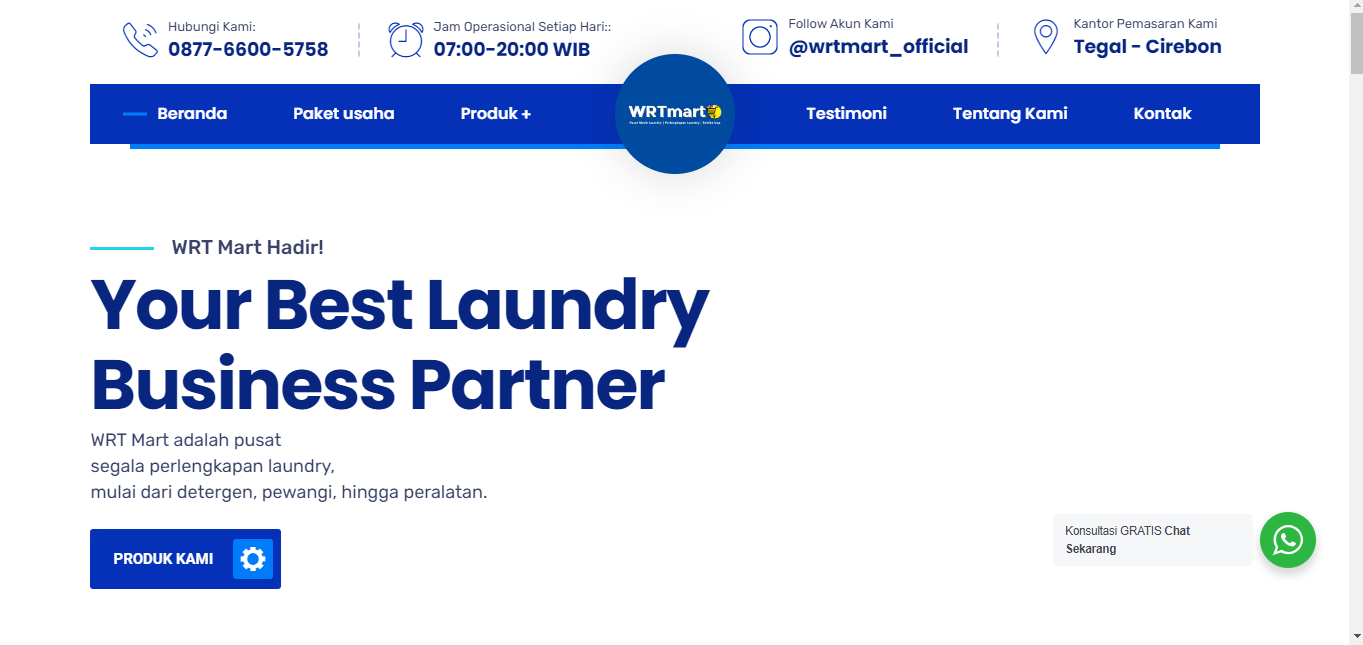 Hubungi Kami:
0877-6600-5758
Jam Operasional Setiap Hari::
07:00-20:00 WIB
Follow Akun Kami
@wrtmart_official
Kantor Pemasaran Kami
Tegal - Cirebon
Beranda
Paket usaha
Produk +
WRTmart
Testimoni
Tentang Kami
Kontak
WRT Mart Hadir!
Your Best Laundry
Business Partner
WRT Mart adalah pusat
segala perlengkapan laundry,
mulai dari detergen, pewangi, hingga peralatan.
PRODUK KAMI
Konsultasi GRATIS Chat
Sekarang